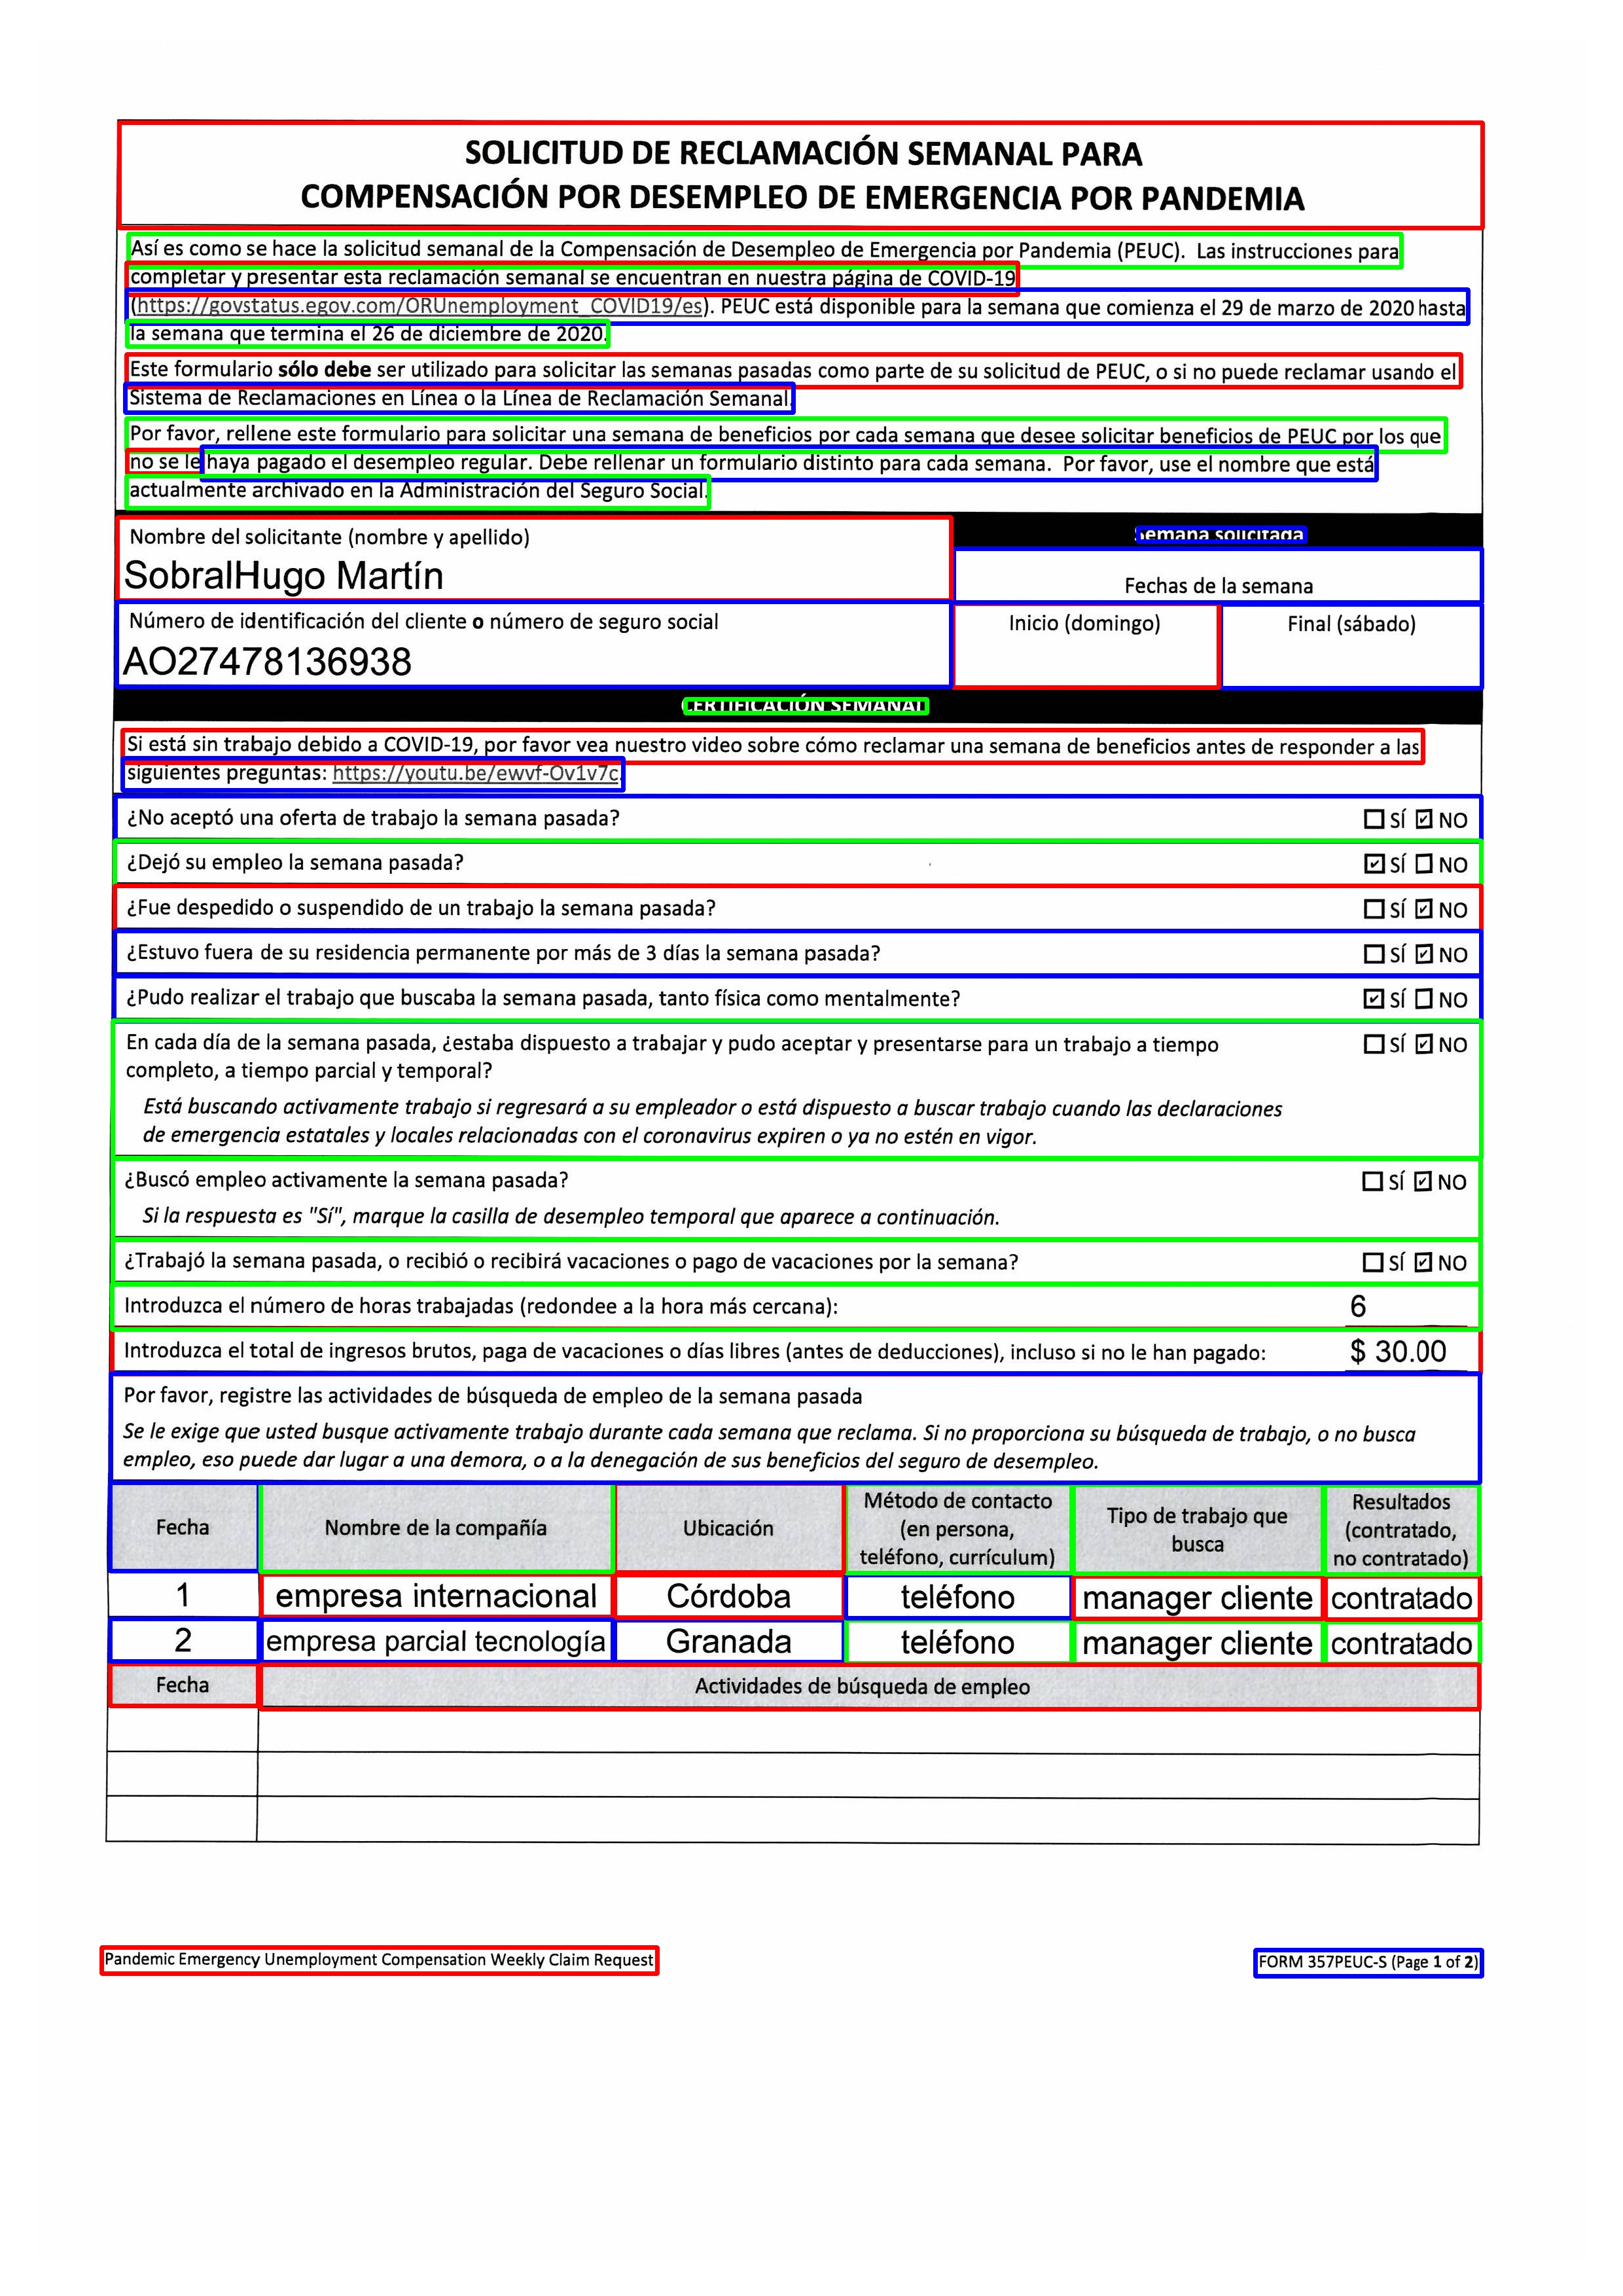 SOLICITUD DE RECLAMACIÓN SEMANAL PARA
COMPENSACIÓN POR DESEMPLEO DE EMERGENCIA POR PANDEMIA
Así es como se hace la solicitud semanal de la Compensación de Desempleo de Emergencia por Pandemia (PEUC). Las instrucciones para
completar y presentar esta reclamación semanal se encuentran en nuestra página de COVID-19
(https://govstatus.egov.com/ORUnemployment_COVID19/es). PEUC está disponible para la semana que comienza el 29 de marzo de 2020 hasta
la semana que termina el 26 de diciembre de 2020.
Este formulario sólo debe ser utilizado para solicitar las semanas pasadas como parte de su solicitud de PEUC, o si no puede reclamar usando el
Sistema de Reclamaciones en Línea o la Línea de Reclamación Semanal.
Por favor, rellene este formulario para solicitar una semana de beneficios por cada semana que desee solicitar beneficios de PEUC por los que
no se le haya pagado el desempleo regular. Debe rellenar un formulario distinto para cada semana. Por favor, use el nombre que está
actualmente archivado en la Administración del Seguro Social.
Nombre del solicitante (nombre y apellido)
SobralHugo Martín
Semana solicitada
Fechas de la semana
Número de identificación del cliente o número de seguro social
AO27478136938
Inicio (domingo)
Final (sábado)
CERTIFICACIÓN SEMANAL
Si está sin trabajo debido a COVID-19, por favor vea nuestro video sobre cómo reclamar una semana de beneficios antes de responder a las
siguientes preguntas: https://youtu.be/ewvf-Ov1v7c.
¿No aceptó una oferta de trabajo la semana pasada? ☐ SÍ ☑ NO
¿Dejó su empleo la semana pasada? ☑ SÍ ☐ NO
¿Fue despedido o suspendido de un trabajo la semana pasada? ☐ SÍ ☑ NO
¿Estuvo fuera de su residencia permanente por más de 3 días la semana pasada? ☐ SÍ ☑ NO
¿Pudo realizar el trabajo que buscaba la semana pasada, tanto física como mentalmente? ☑ SÍ ☐ NO
En cada día de la semana pasada, ¿estaba dispuesto a trabajar y pudo aceptar y presentarse para un trabajo a tiempo ☐ SÍ ☑ NO
completo, a tiempo parcial y temporal?
Está buscando activamente trabajo si regresará a su empleador o está dispuesto a buscar trabajo cuando las declaraciones
de emergencia estatales y locales relacionadas con el coronavirus expiren o ya no estén en vigor.
¿Buscó empleo activamente la semana pasada? ☐ SÍ ☑ NO
Si la respuesta es "Sí", marque la casilla de desempleo temporal que aparece a continuación.
¿Trabajó la semana pasada, o recibió o recibirá vacaciones o pago de vacaciones por la semana? ☐ SÍ ☑ NO
Introduzca el número de horas trabajadas (redondee a la hora más cercana): 6
Introduzca el total de ingresos brutos, paga de vacaciones o días libres (antes de deducciones), incluso si no le han pagado: $ 30.00
Por favor, registre las actividades de búsqueda de empleo de la semana pasada
Se le exige que usted busque activamente trabajo durante cada semana que reclama. Si no proporciona su búsqueda de trabajo, o no busca
empleo, eso puede dar lugar a una demora, o a la denegación de sus beneficios del seguro de desempleo.
Fecha
Nombre de la compañía
Ubicación
Método de contacto
(en persona,
teléfono, currículum)
Tipo de trabajo que
busca
Resultados
(contratado,
no contratado)
1 empresa internacional Córdoba teléfono manager cliente contratado
2 empresa parcial tecnología Granada teléfono manager cliente contratado
Fecha Actividades de búsqueda de empleo
Pandemic Emergency Unemployment Compensation Weekly Claim Request
FORM 357PEUC-S (Page 1 of 2)